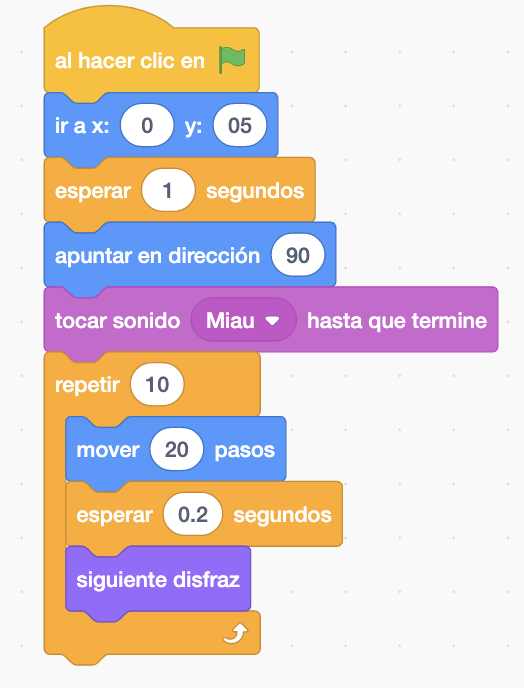 al hacer clic en
ir a x: 0 y: 05
esperar 1 segundos
apuntar en dirección 90
tocar sonido Miau hasta que termine
repetir 10
mover 20 pasos
esperar 0.2 segundos
siguiente disfraz